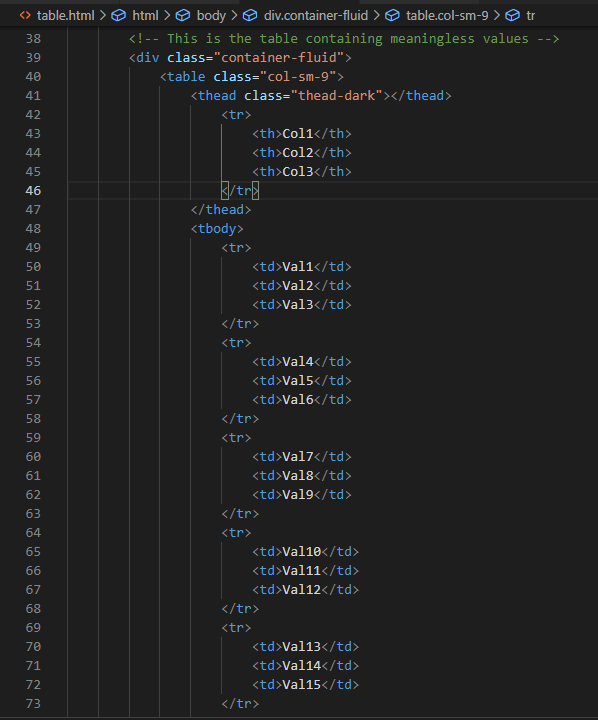 table.html > html > body > div.container-fluid > table.col-sm-9 > tr
38 <!-- This is the table containing meaningless values -->
39 <div class="container-fluid">
40 <table class="col-sm-9">
41 <thead class="thead-dark"></thead>
42 <tr>
43 <th>Col1</th>
44 <th>Col2</th>
45 <th>Col3</th>
46 </tr>
47 </thead>
48 <tbody>
49 <tr>
50 <td>Val1</td>
51 <td>Val2</td>
52 <td>Val3</td>
53 </tr>
54 <tr>
55 <td>Val4</td>
56 <td>Val5</td>
57 <td>Val6</td>
58 </tr>
59 <tr>
60 <td>Val7</td>
61 <td>Val8</td>
62 <td>Val9</td>
63 </tr>
64 <tr>
65 <td>Val10</td>
66 <td>Val11</td>
67 <td>Val12</td>
68 </tr>
69 <tr>
70 <td>Val13</td>
71 <td>Val14</td>
72 <td>Val15</td>
73 </tr>